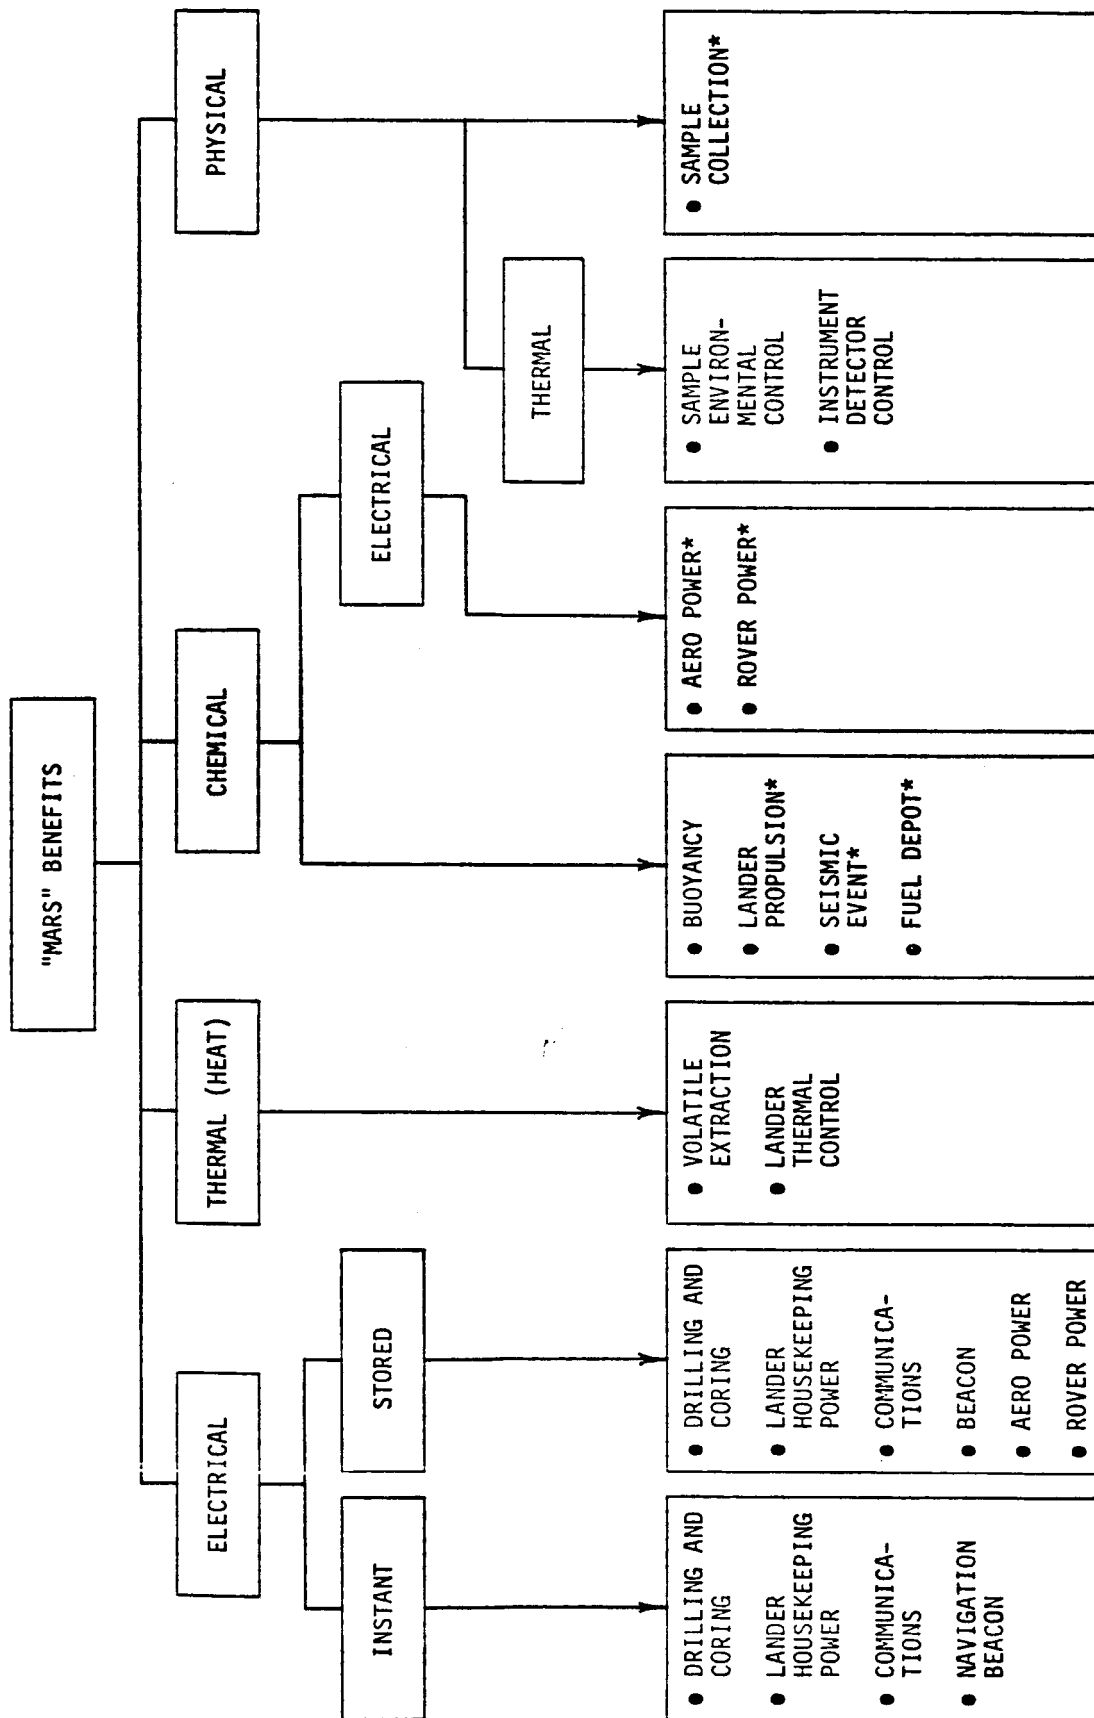 "MARS" BENEFITS
ELECTRICAL
THERMAL (HEAT)
CHEMICAL
PHYSICAL
INSTANT
STORED
ELECTRICAL
THERMAL
● DRILLING AND
CORING
● LANDER
HOUSEKEEPING
POWER
● COMMUNICA-
TIONS
● NAVIGATION
BEACON
● DRILLING AND
CORING
● LANDER
HOUSEKEEPING
POWER
● COMMUNICA-
TIONS
● BEACON
● AERO POWER
● ROVER POWER
● VOLATILE
EXTRACTION
● LANDER
THERMAL
CONTROL
● BUOYANCY
● LANDER
PROPULSION*
● SEISMIC
EVENT*
● FUEL DEPOT*
● AERO POWER*
● ROVER POWER*
● SAMPLE
ENVIRON-
MENTAL
CONTROL
● INSTRUMENT
DETECTOR
CONTROL
● SAMPLE
COLLECTION*